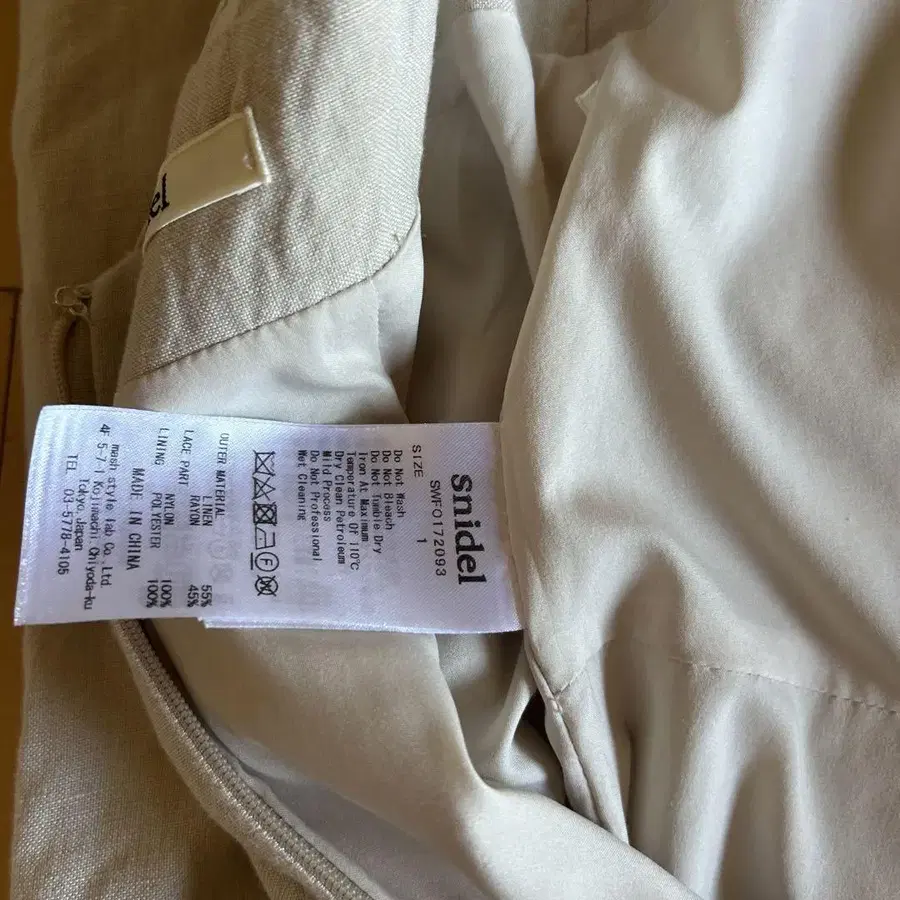 el
snidel
SWFO172093
SIZE 1
Do Not Wash
Do Not Bleach
Do Not Tumble Dry
Iron At Maximum
Temperature Of 110℃
Dry Clean Petroleum
Mild Process
Do Not Professional
Wet Cleaning
OUTER MATERIAL
LINEN 55%
RAYON 45%
LACE PART
NYLON 100%
LINING
POLYESTER 100%
MADE IN CHINA
mash style lab Co., Ltd.
4F 5-7-1 Kojimachi Chiyoda-ku
Tokyo, Japan
TEL 03-5778-4105